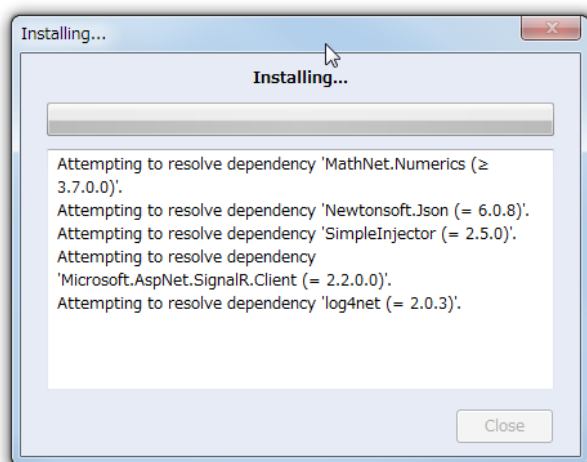 Installing...
Installing...
Attempting to resolve dependency 'MathNet.Numerics (≥
3.7.0.0)'.
Attempting to resolve dependency 'Newtonsoft.Json (= 6.0.8)'.
Attempting to resolve dependency 'SimpleInjector (= 2.5.0)'.
Attempting to resolve dependency
'Microsoft.AspNet.SignalR.Client (= 2.2.0.0)'.
Attempting to resolve dependency 'log4net (= 2.0.3)'.
Close